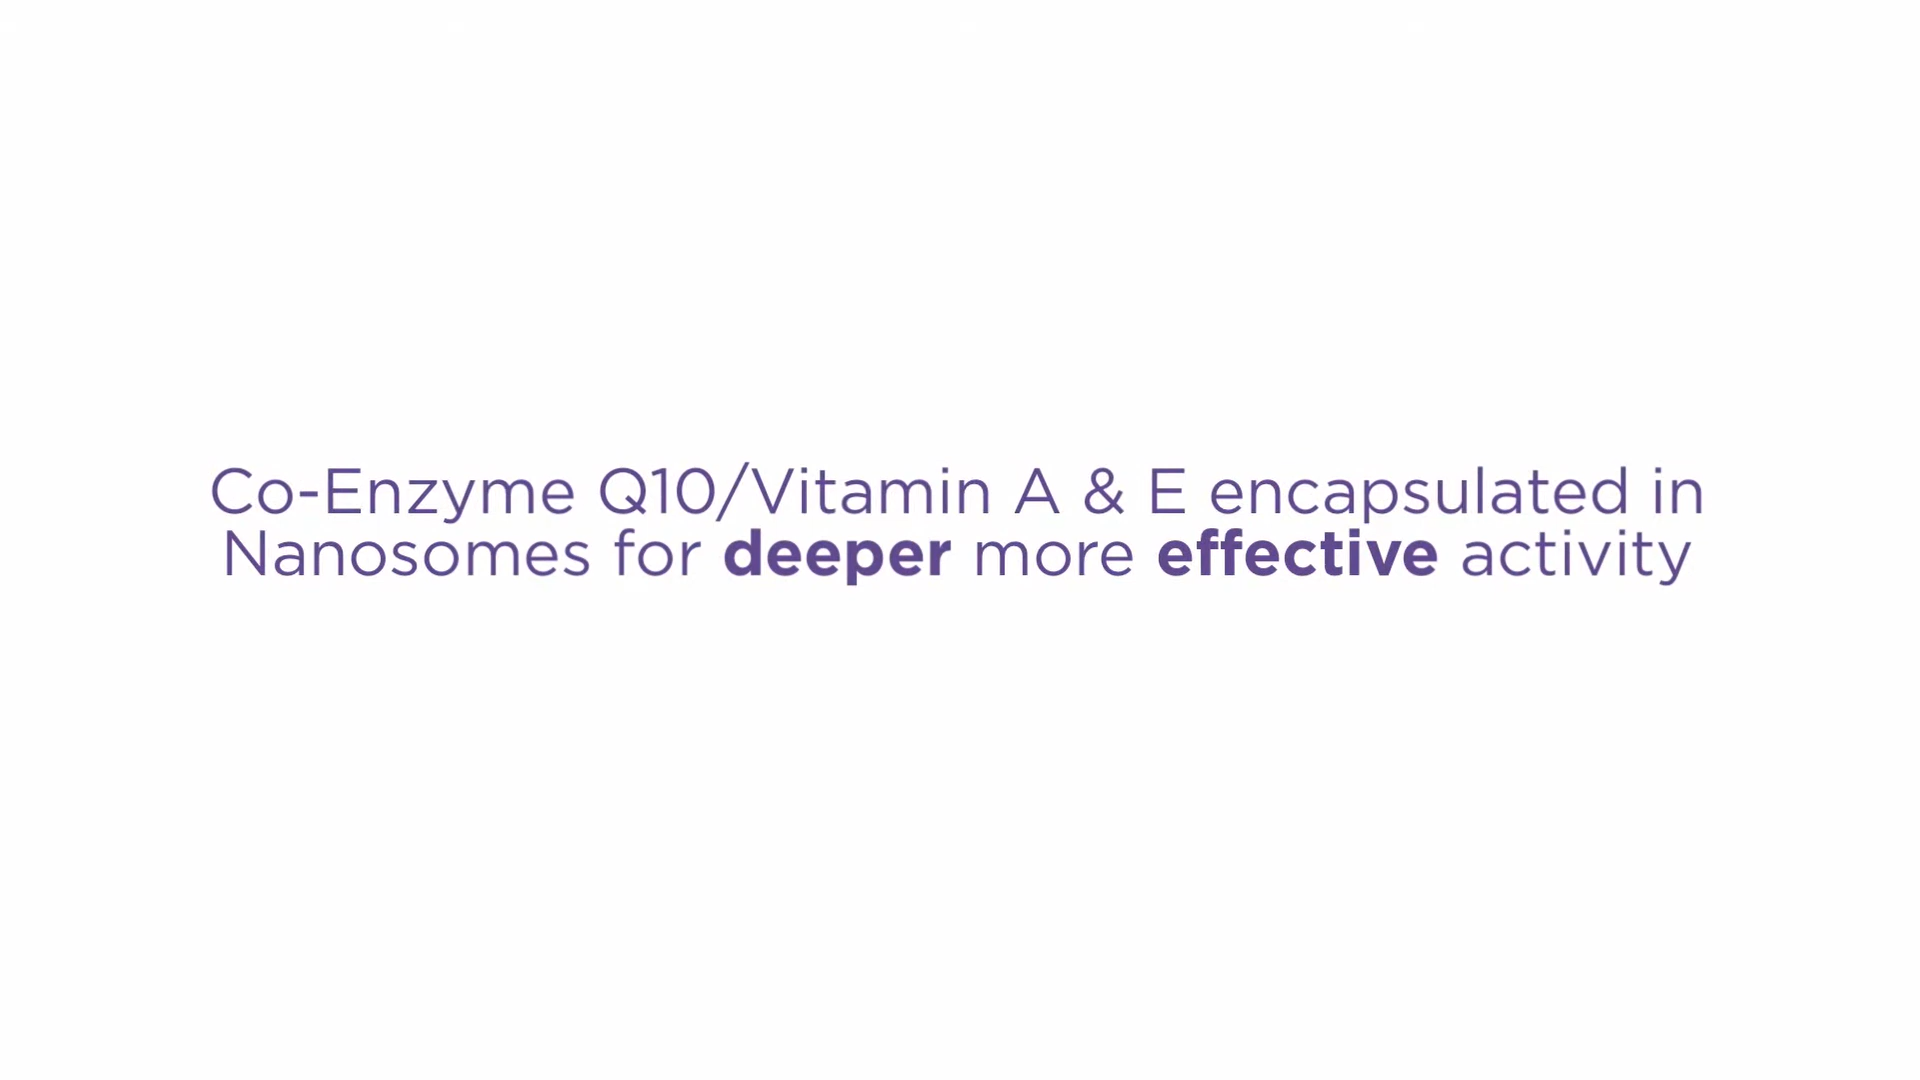 Co-Enzyme Q10/Vitamin A & E encapsulated in
Nanosomes for deeper more effective activity